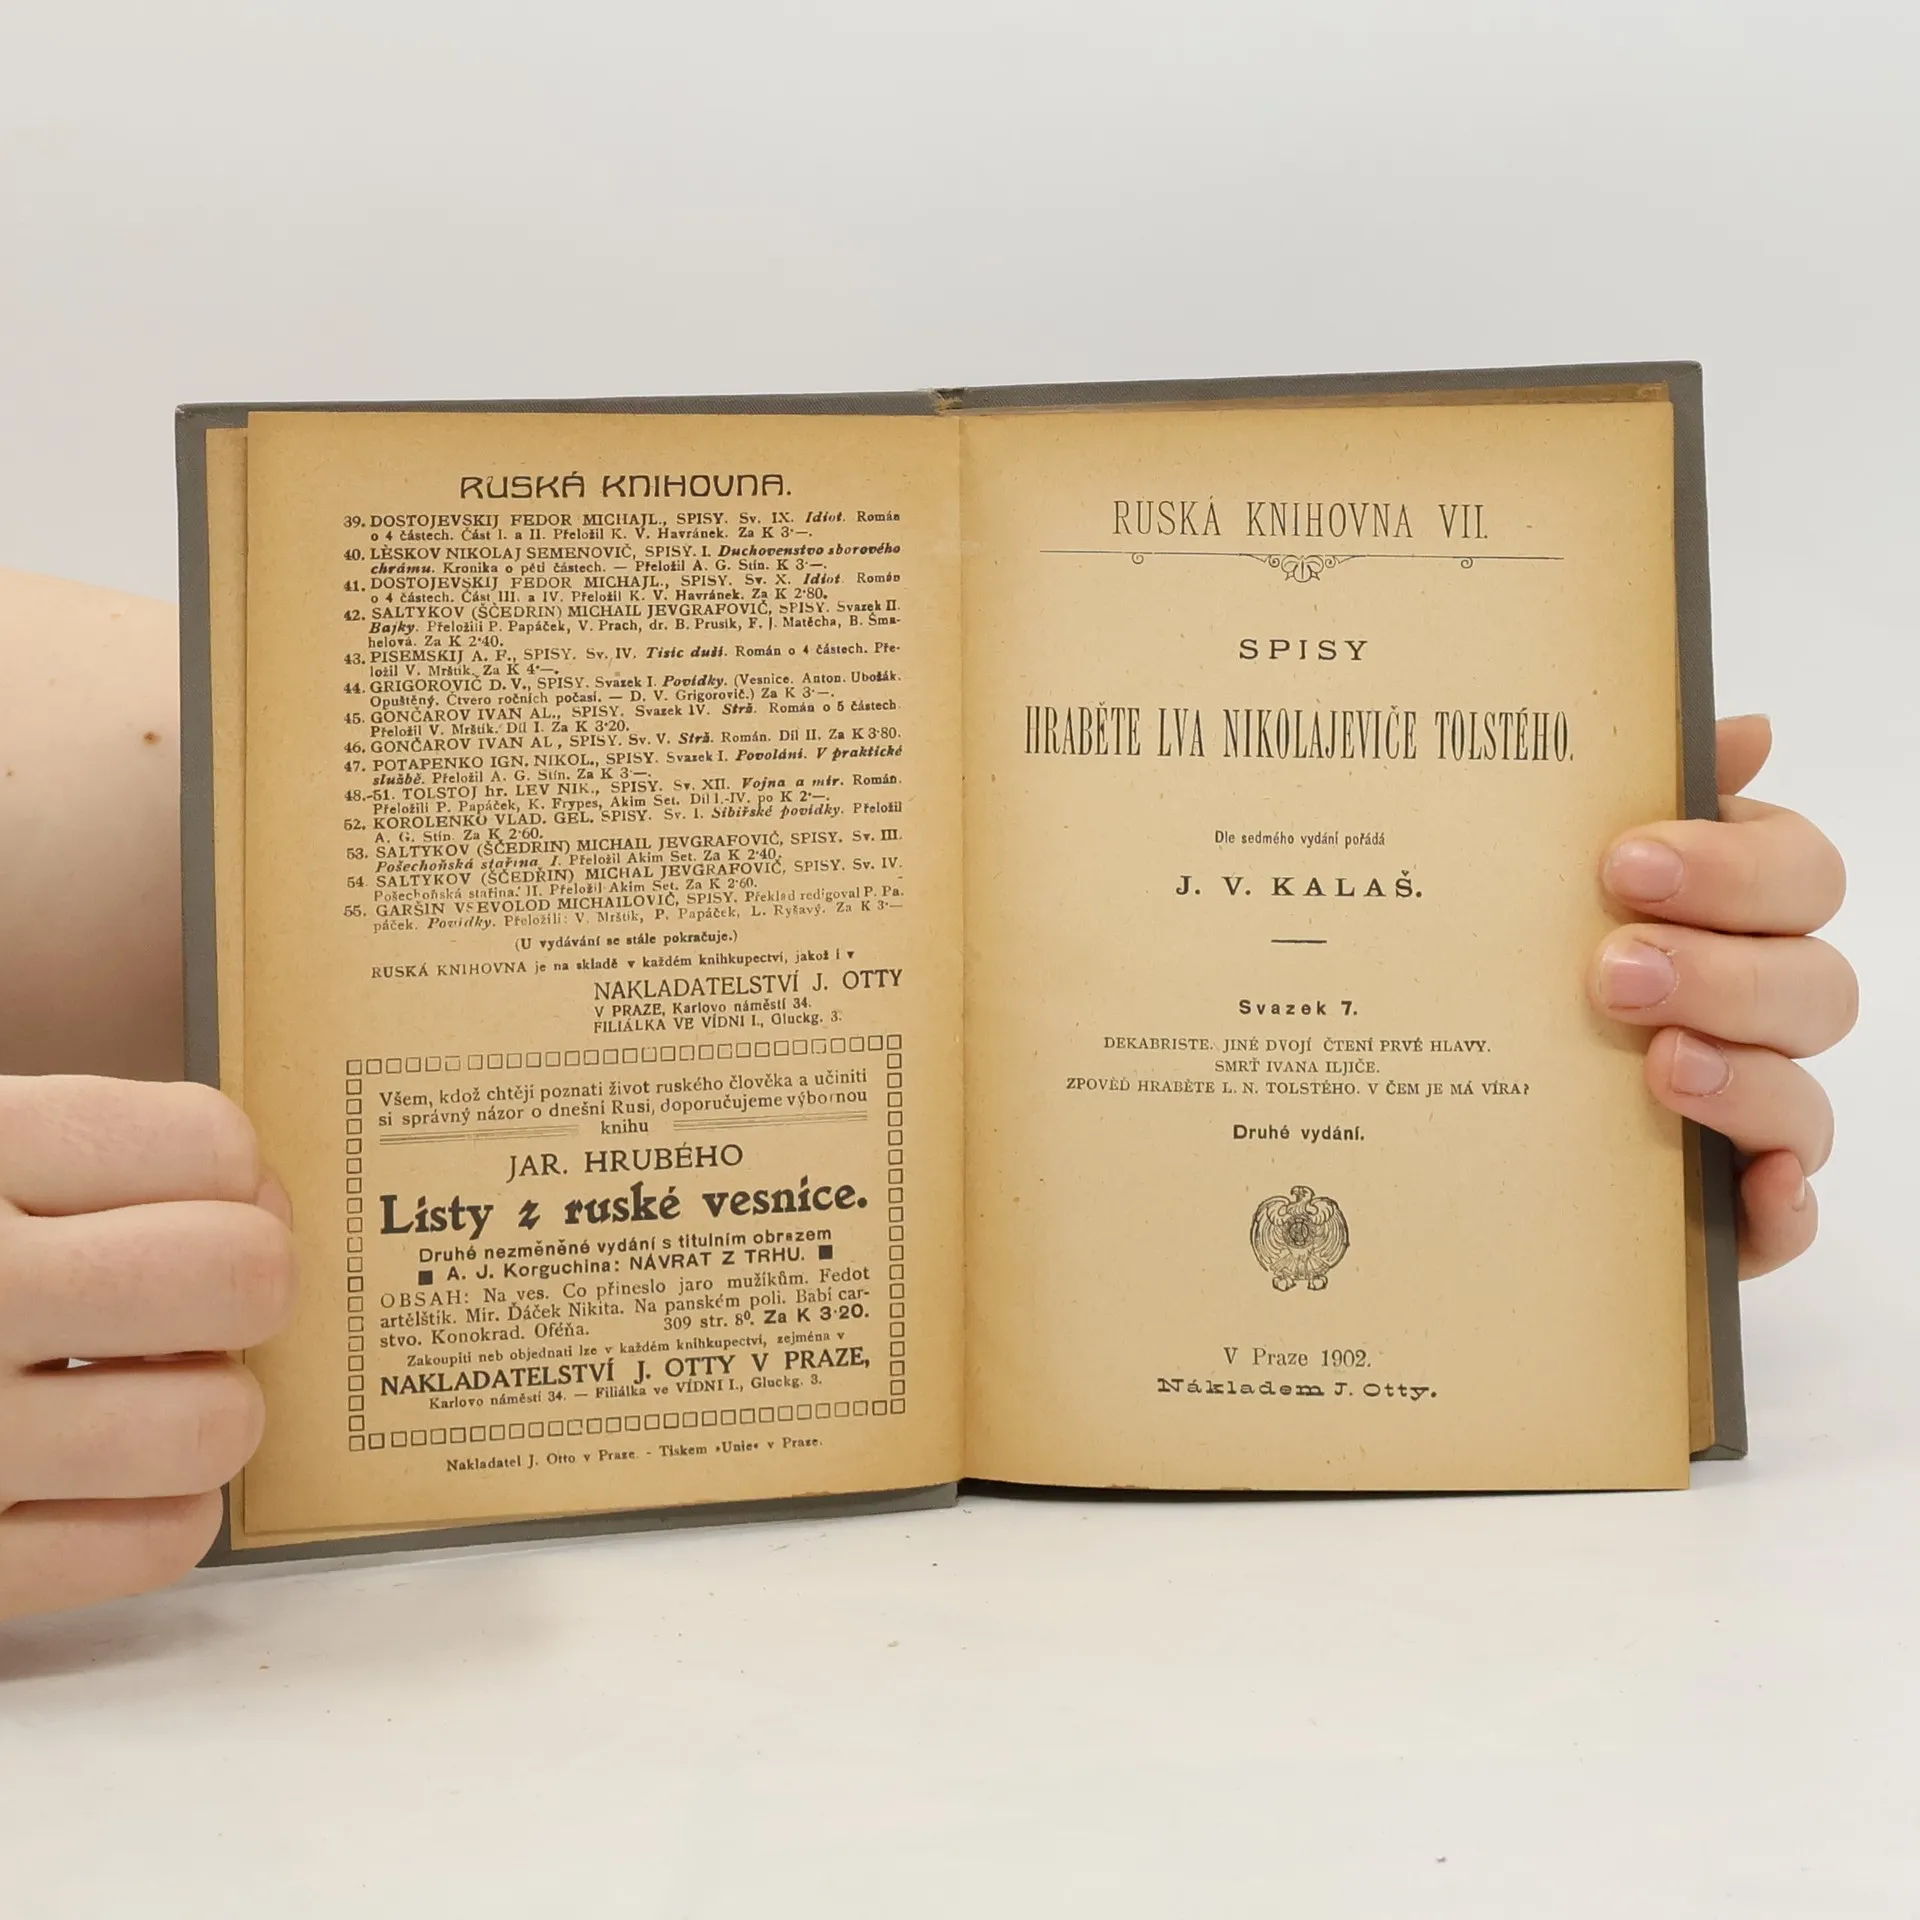 RUSKÁ KNIHOVNA.
39. DOSTOJEVSKIJ FEDOR MICHAJL., SPISY. Sv. IX. Idiot. Román
o 4 částech. Část I. a II. Přeložil K. V. Havránek. Za K 3·—.
40. LĚSKOV NIKOLAJ SEMENOVIČ, SPISY. I. Duchovenstvo sborového
chrámu. Kronika o pěti částech. — Přeložil A. G. Stín. K 3·—.
41. DOSTOJEVSKIJ FEDOR MICHAJL., SPISY. Sv. X. Idiot. Román
o 4 částech. Část III. a IV. Přeložil K. V. Havránek. Za K 2·80.
42. SALTYKOV (ŠČEDRIN) MICHAIL JEVGRAFOVIČ, SPISY. Svazek II.
Bajky. Přeložili P. Papáček, V. Prach, dr. B. Prusík, F. J. Matěcha, B. Šma-
helová. Za K 2·40.
43. PISEMSKIJ A. F., SPISY. Sv. IV. Tisíc duší. Román o 4 částech. Pře-
ložil V. Mrštík. Za K 4·—.
44. GRIGOROVIČ D. V., SPISY. Svazek I. Povídky. (Vesnice. Anton. Ubožák.
Opuštěný. Čtvero ročních počasí. — D. V. Grigorovič.) Za K 3·—.
45. GONČAROV IVAN AL., SPISY. Svazek IV. Strž. Román o 5 částech.
Přeložil V. Mrštík. Díl I. Za K 3·20.
46. GONČAROV IVAN AL., SPISY. Sv. V. Strž. Román. Díl II. Za K 3·80.
47. POTAPENKO IGN. NIKOL., SPISY. Svazek I. Povolání. V praktické
službě. Přeložil A. G. Stín. Za K 3·—.
48.-51. TOLSTOJ hr. LEV NIK., SPISY. Sv. XII. Vojna a mír. Román.
Přeložili P. Papáček, K. Frypes, Akim Set. Díl I.-IV. po K 2·—.
52. KOROLENKO VLAD. GEL. SPISY. Sv. I. Sibiřské povídky. Přeložil
A. G. Stín. Za K 2·60.
53. SALTYKOV (ŠČEDRIN) MICHAIL JEVGRAFOVIČ, SPISY. Sv. III.
Pošechoňská stařina. I. Přeložil Akim Set. Za K 2·40.
54. SALTYKOV (ŠČEDŘIN) MICHAL JEVGRAFOVIČ, SPISY. Sv. IV.
Pošechoňská stařina. II. Přeložil Akim Set. Za K 2·60.
55. GARŠIN VSEVOLOD MICHAILOVIČ, SPISY. Překlad redigoval P. Pa-
páček. Povídky. Přeložili: V. Mrštík, P. Papáček, L. Ryšavý. Za K 3·—
(U vydávání se stále pokračuje.)
RUSKÁ KNIHOVNA je na skladě v každém knihkupectví, jakož i v
NAKLADATELSTVÍ J. OTTY
V PRAZE, Karlovo náměstí 34.
FILIÁLKA VE VÍDNI I., Gluckg. 3.
Všem, kdož chtějí poznati život ruského člověka a učiniti
si správný názor o dnešní Rusi, doporučujeme výbornou
knihu
JAR. HRUBÉHO
Listy z ruské vesnice.
Druhé nezměněné vydání s titulním obrazem
A. J. Korguchina: NÁVRAT Z TRHU.
OBSAH: Na ves. Co přineslo jaro mužíkům. Fedot
artělštík. Mir. Ďáček Nikita. Na panském poli. Babí car-
stvo. Konokrad. Oféňa. 309 str. 8⁰. Za K 3·20.
Zakoupiti neb objednati lze v každém knihkupectví, zejména v
NAKLADATELSTVÍ J. OTTY V PRAZE,
Karlovo náměstí 34. — Filiálka ve VÍDNI I., Gluckg. 3.
Nakladatel J. Otto v Praze. - Tiskem »Unie« v Praze.
RUSKÁ KNIHOVNA VII.
SPISY
HRABĚTE LVA NIKOLAJEVIČE TOLSTÉHO.
Dle sedmého vydání pořádá
J. V. KALAŠ.
Svazek 7.
DEKABRISTE. JINÉ DVOJÍ ČTENÍ PRVÉ HLAVY.
SMRŤ IVANA ILJIČE.
ZPOVĚĎ HRABĚTE L. N. TOLSTÉHO. V ČEM JE MÁ VÍRA?
Druhé vydání.
V Praze 1902.
Nákladem J. Otty.